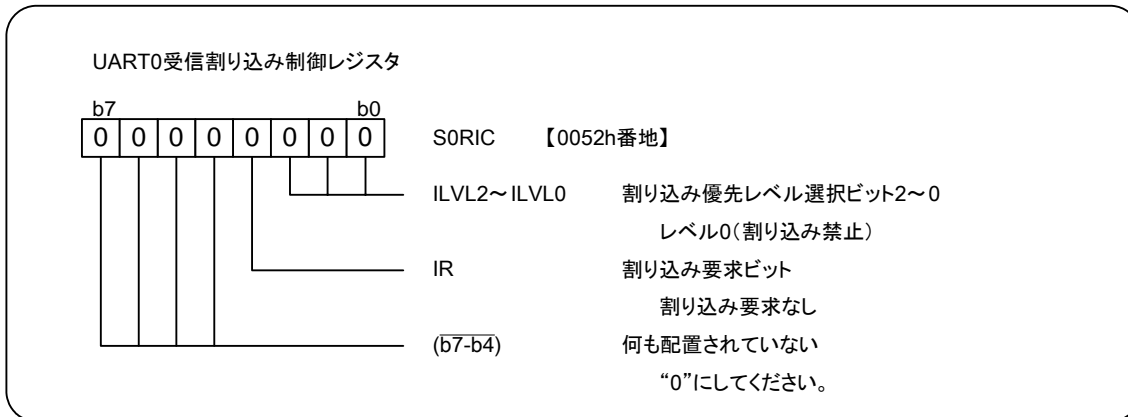 UART0受信割り込み制御レジスタ
b7 b0
0 0 0 0 0 0 0 0 S0RIC 【0052h番地】
ILVL2～ILVL0 割り込み優先レベル選択ビット2～0
レベル0（割り込み禁止）
IR 割り込み要求ビット
割り込み要求なし
(b7-b4) 何も配置されていない
“0”にしてください。